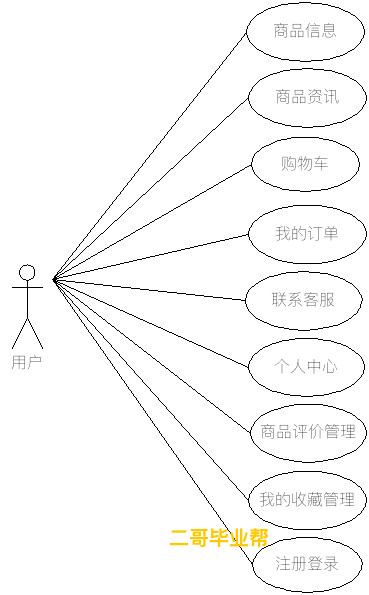 商品信息
商品资讯
购物车
我的订单
联系客服
用户
个人中心
商品评价管理
我的收藏管理
二哥毕业帮
注册登录